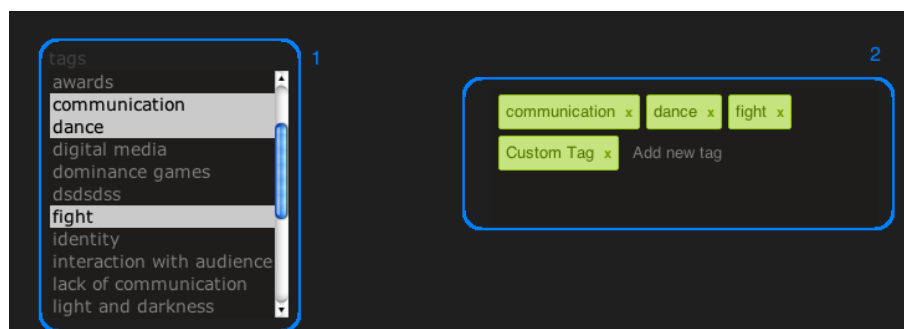 tags
1
2
awards
communication
dance
digital media
dominance games
dsdsdss
fight
identity
interaction with audience
lack of communication
light and darkness
communication x dance x fight x
Custom Tag x Add new tag